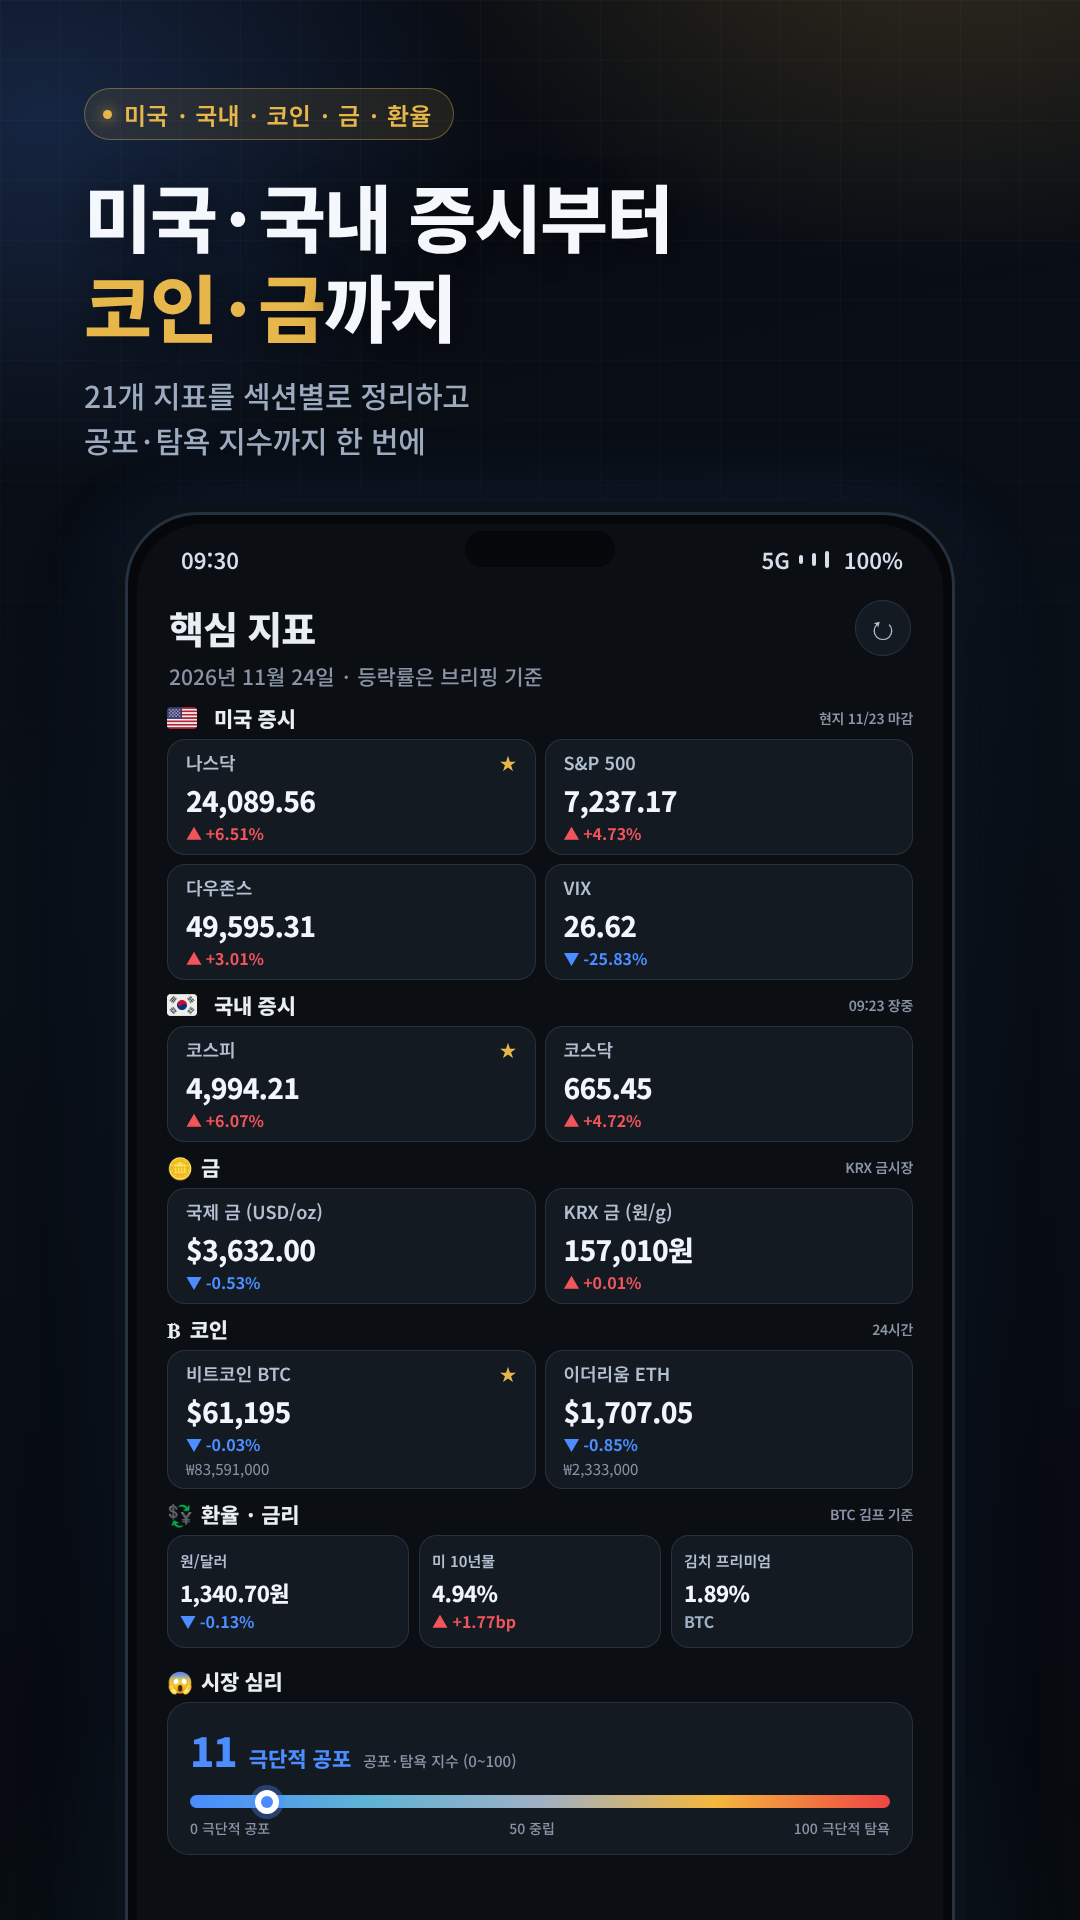 미국 · 국내 · 코인 · 금 · 환율
미국·국내 증시부터
코인·금까지
21개 지표를 섹션별로 정리하고
공포·탐욕 지수까지 한 번에
09:30
5G 100%
핵심 지표
2026년 11월 24일 · 등락률은 브리핑 기준
미국 증시
현지 11/23 마감
나스닥
24,089.56
▲ +6.51%
S&P 500
7,237.17
▲ +4.73%
다우존스
49,595.31
▲ +3.01%
VIX
26.62
▼ -25.83%
국내 증시
09:23 장중
코스피
4,994.21
▲ +6.07%
코스닥
665.45
▲ +4.72%
금
KRX 금시장
국제 금 (USD/oz)
$3,632.00
▼ -0.53%
KRX 금 (원/g)
157,010원
▲ +0.01%
코인
24시간
비트코인 BTC
$61,195
▼ -0.03%
₩83,591,000
이더리움 ETH
$1,707.05
▼ -0.85%
₩2,333,000
환율 · 금리
BTC 김프 기준
원/달러
1,340.70원
▼ -0.13%
미 10년물
4.94%
▲ +1.77bp
김치 프리미엄
1.89%
BTC
시장 심리
11 극단적 공포 공포·탐욕 지수 (0~100)
0 극단적 공포
50 중립
100 극단적 탐욕